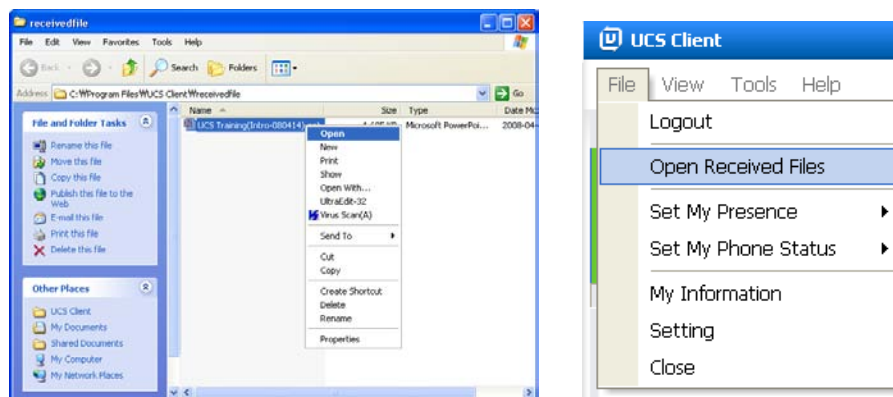 receivedfile
File Edit View Favorites Tools Help
Back Search Folders
Address C:₩Program Files₩UCS Client₩receivedfile Go
File and Folder Tasks
Rename this file
Move this file
Copy this file
Publish this file to the
Web
E-mail this file
Print this file
Delete this file
Other Places
UCS Client
My Documents
Shared Documents
My Computer
My Network Places
Name Size Type Date Mo
UCS Training(Intro-080414) Microsoft PowerPoi... 2008-04-
Open
New
Print
Show
Open With...
UltraEdit-32
Virus Scan(A)
Send To
Cut
Copy
Create Shortcut
Delete
Rename
Properties
UCS Client
File View Tools Help
Logout
Open Received Files
Set My Presence
Set My Phone Status
My Information
Setting
Close